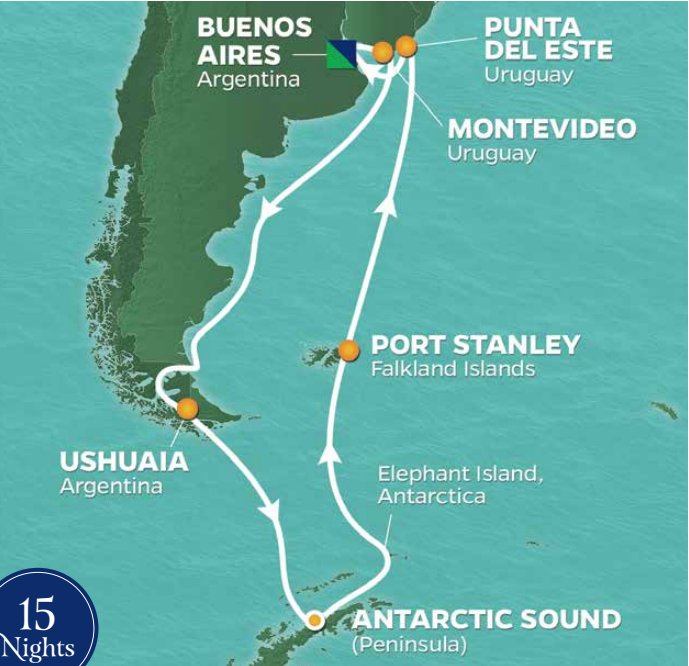 BUENOS
AIRES
Argentina
PUNTA
DEL ESTE
Uruguay
MONTEVIDEO
Uruguay
PORT STANLEY
Falkland Islands
USHUAIA
Argentina
Elephant Island,
Antarctica
ANTARCTIC SOUND
(Peninsula)
15
Nights